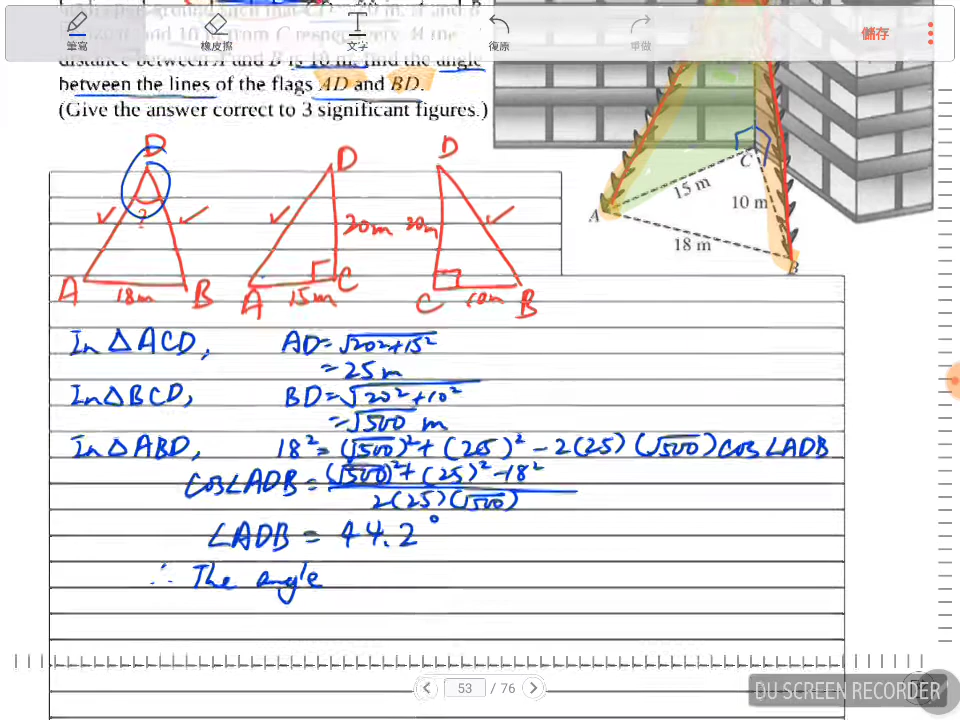 筆寫 橡皮擦 文字 復原 重做 儲存
distance between A and B is 10 m. find the angle
between the lines of the flags AD and BD.
(Give the answer correct to 3 significant figures.)
C
15 m
10 m
A
18 m
B
D D D
?
20m 20m
A 18m B A 15m C C 10m B
In △ACD, AD=√20²+15²
= 25 m
In △BCD, BD=√20²+10²
=√500 m
In △ABD, 18²=(√500)²+(25)²-2(25)(√500)cos∠ADB
cos∠ADB = (√500)²+(25)²-18²
2(25)(√500)
∠ADB = 44.2°
∴ The angle
53 / 76
DU SCREEN RECORDER